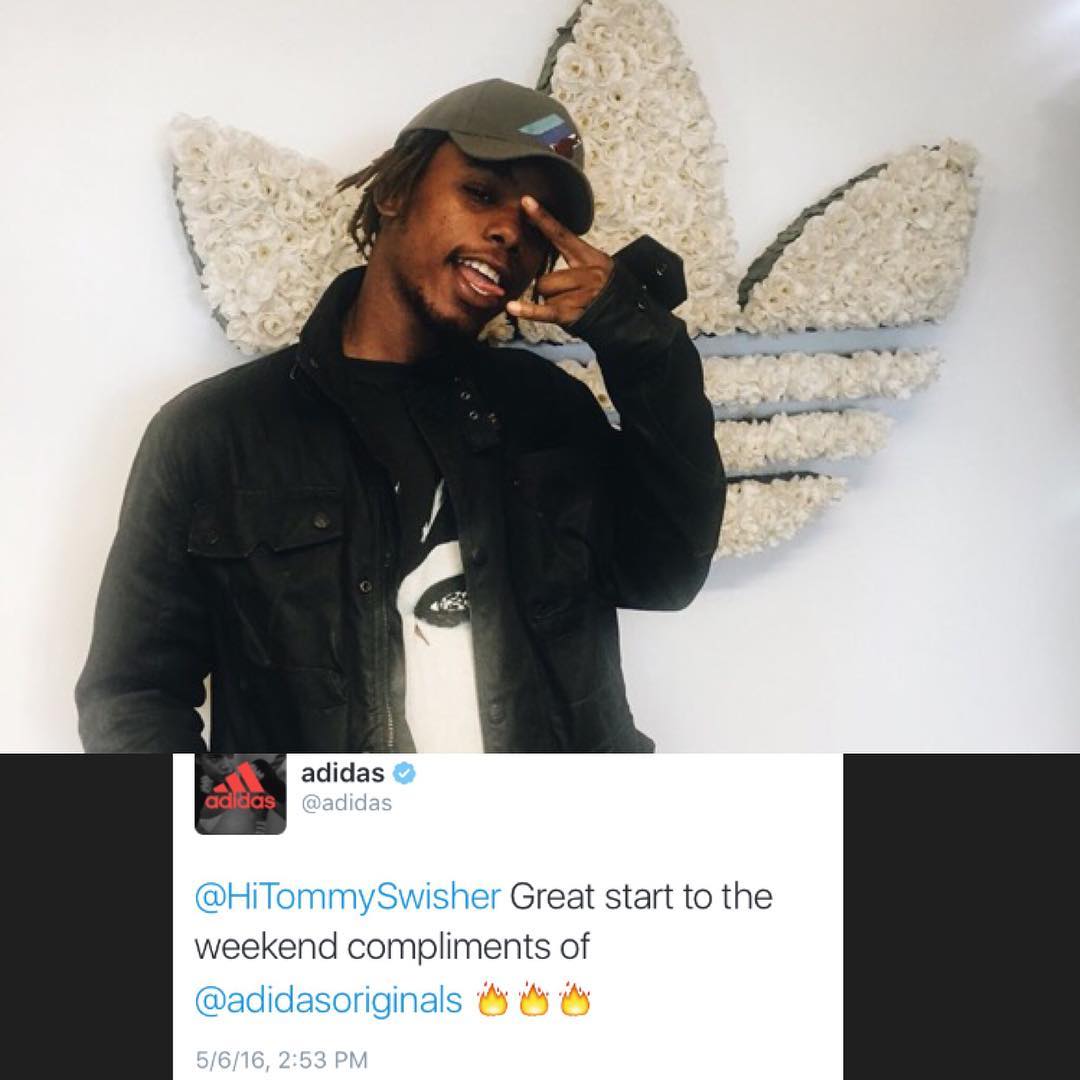 adidas
adidas
@adidas
@HiTommySwisher Great start to the
weekend compliments of
@adidasoriginals 🔥🔥🔥
5/6/16, 2:53 PM